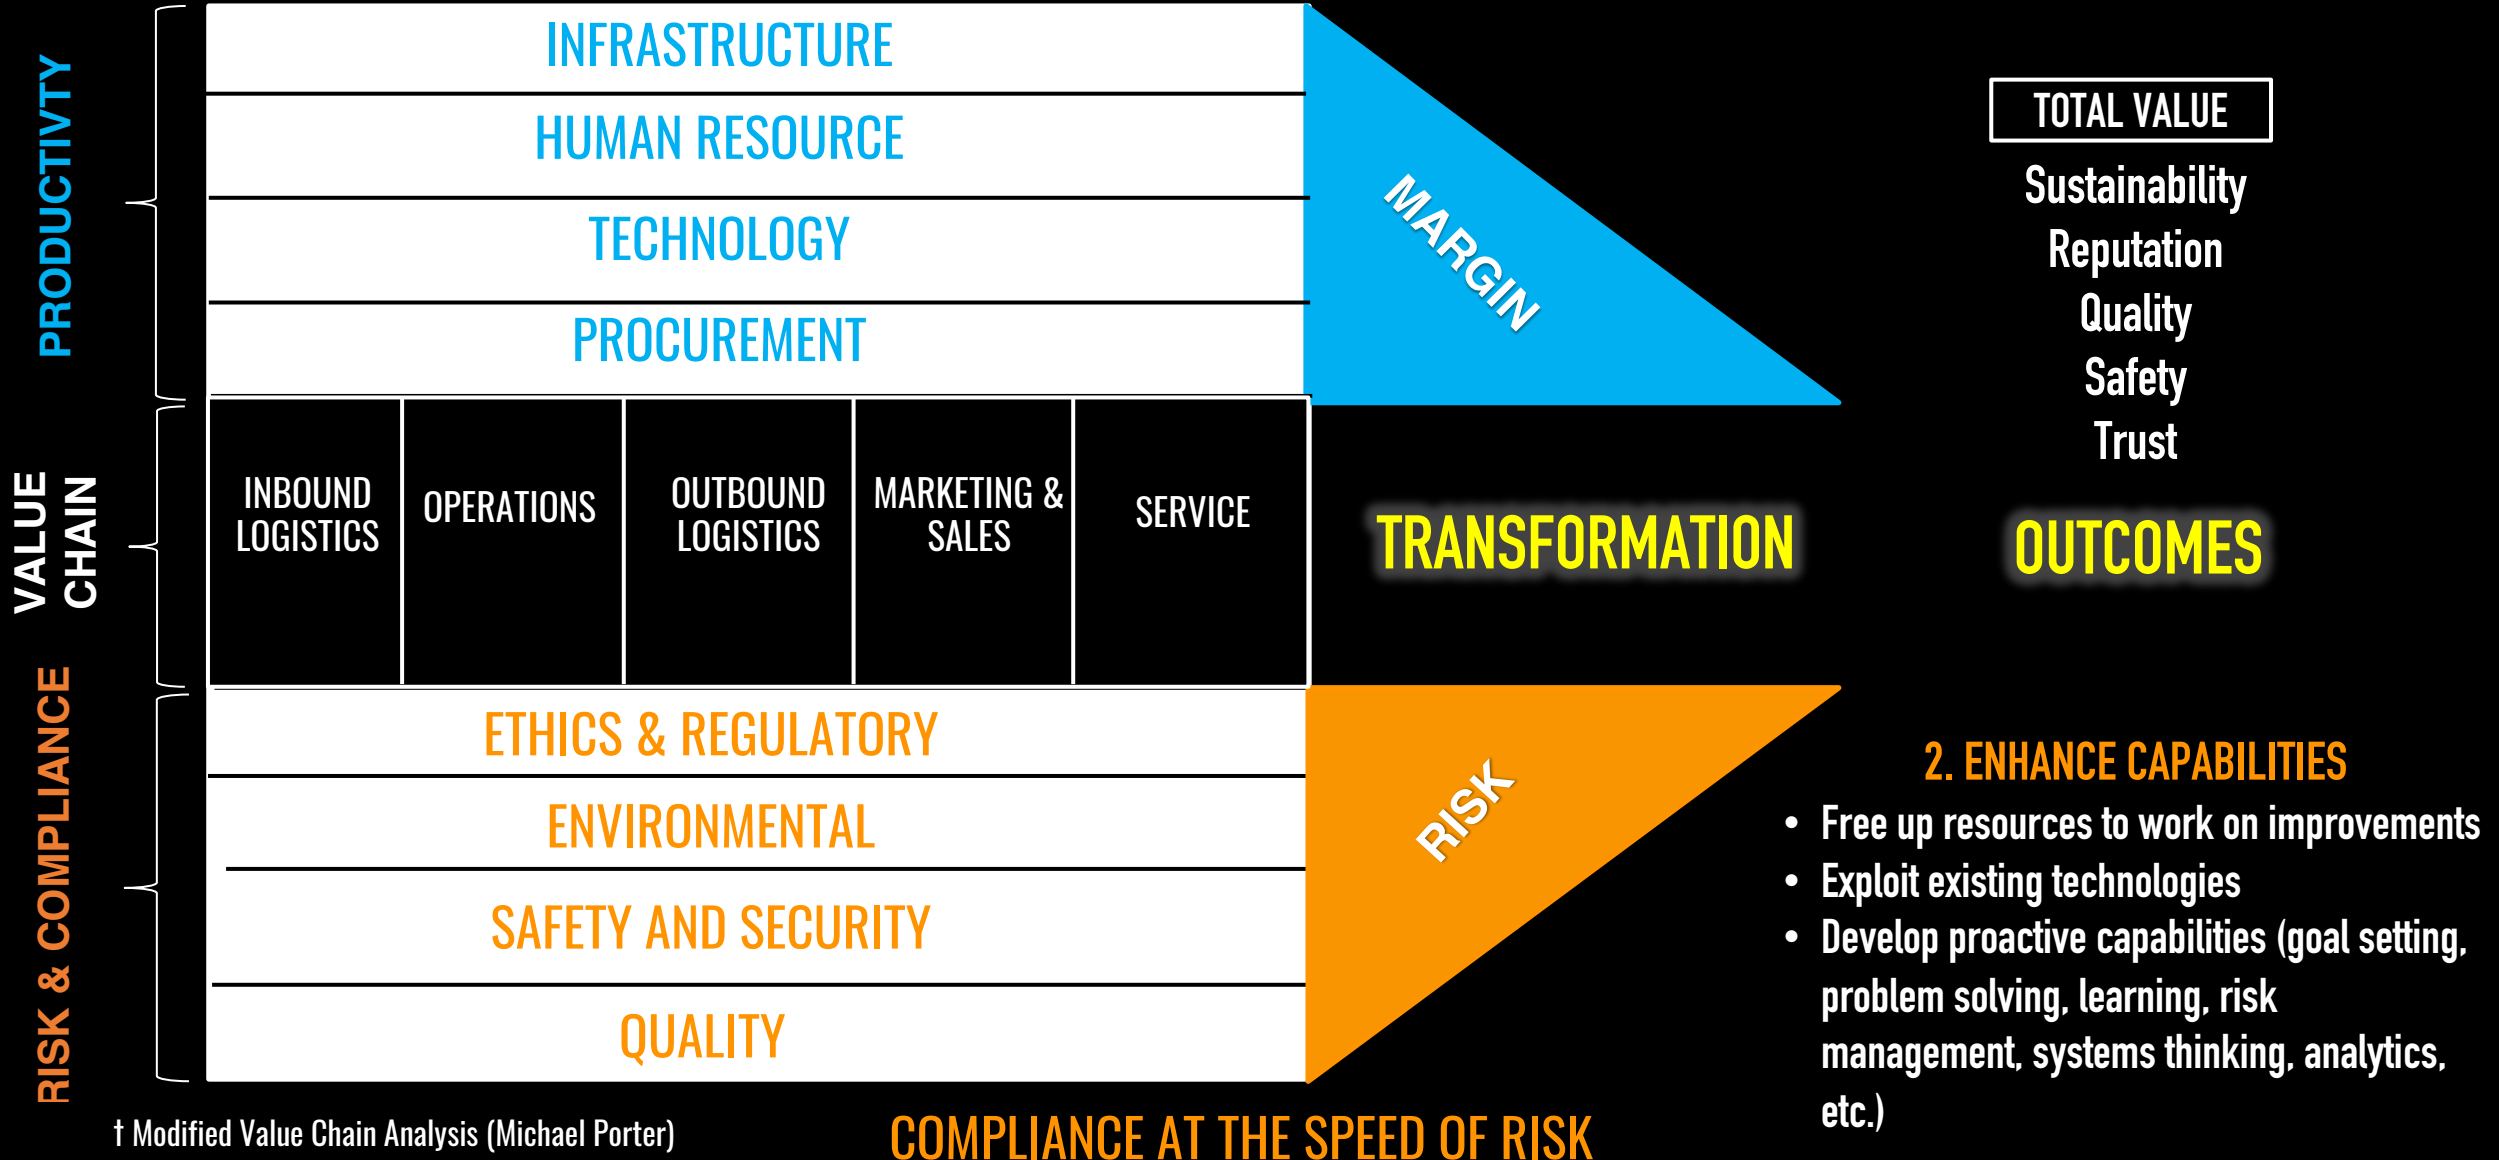 PRODUCTIVTY
INFRASTRUCTURE
HUMAN RESOURCE
TECHNOLOGY
PROCUREMENT
MARGIN
TOTAL VALUE
Sustainability
Reputation
Quality
Safety
Trust
VALUE
CHAIN
INBOUND
LOGISTICS
OPERATIONS
OUTBOUND
LOGISTICS
MARKETING &
SALES
SERVICE
TRANSFORMATION
OUTCOMES
RISK & COMPLIANCE
ETHICS & REGULATORY
ENVIRONMENTAL
SAFETY AND SECURITY
QUALITY
RISK
2. ENHANCE CAPABILITIES
• Free up resources to work on improvements
• Exploit existing technologies
• Develop proactive capabilities (goal setting,
problem solving, learning, risk
management, systems thinking, analytics,
etc.)
† Modified Value Chain Analysis (Michael Porter)
COMPLIANCE AT THE SPEED OF RISK